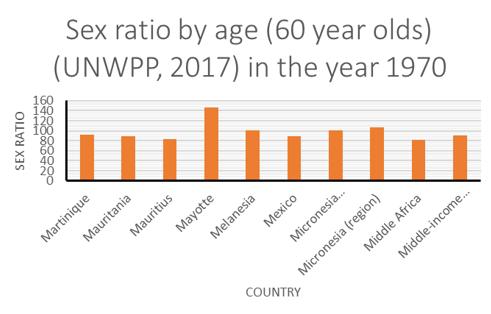 Sex ratio by age (60 year olds)
(UNWPP, 2017) in the year 1970
SEX RATIO
160
140
120
100
80
60
40
20
0
Martinique
Mauritania
Mauritius
Mayotte
Melanesia
Mexico
Micronesia...
Micronesia (region)
Middle Africa
Middle-income...
COUNTRY